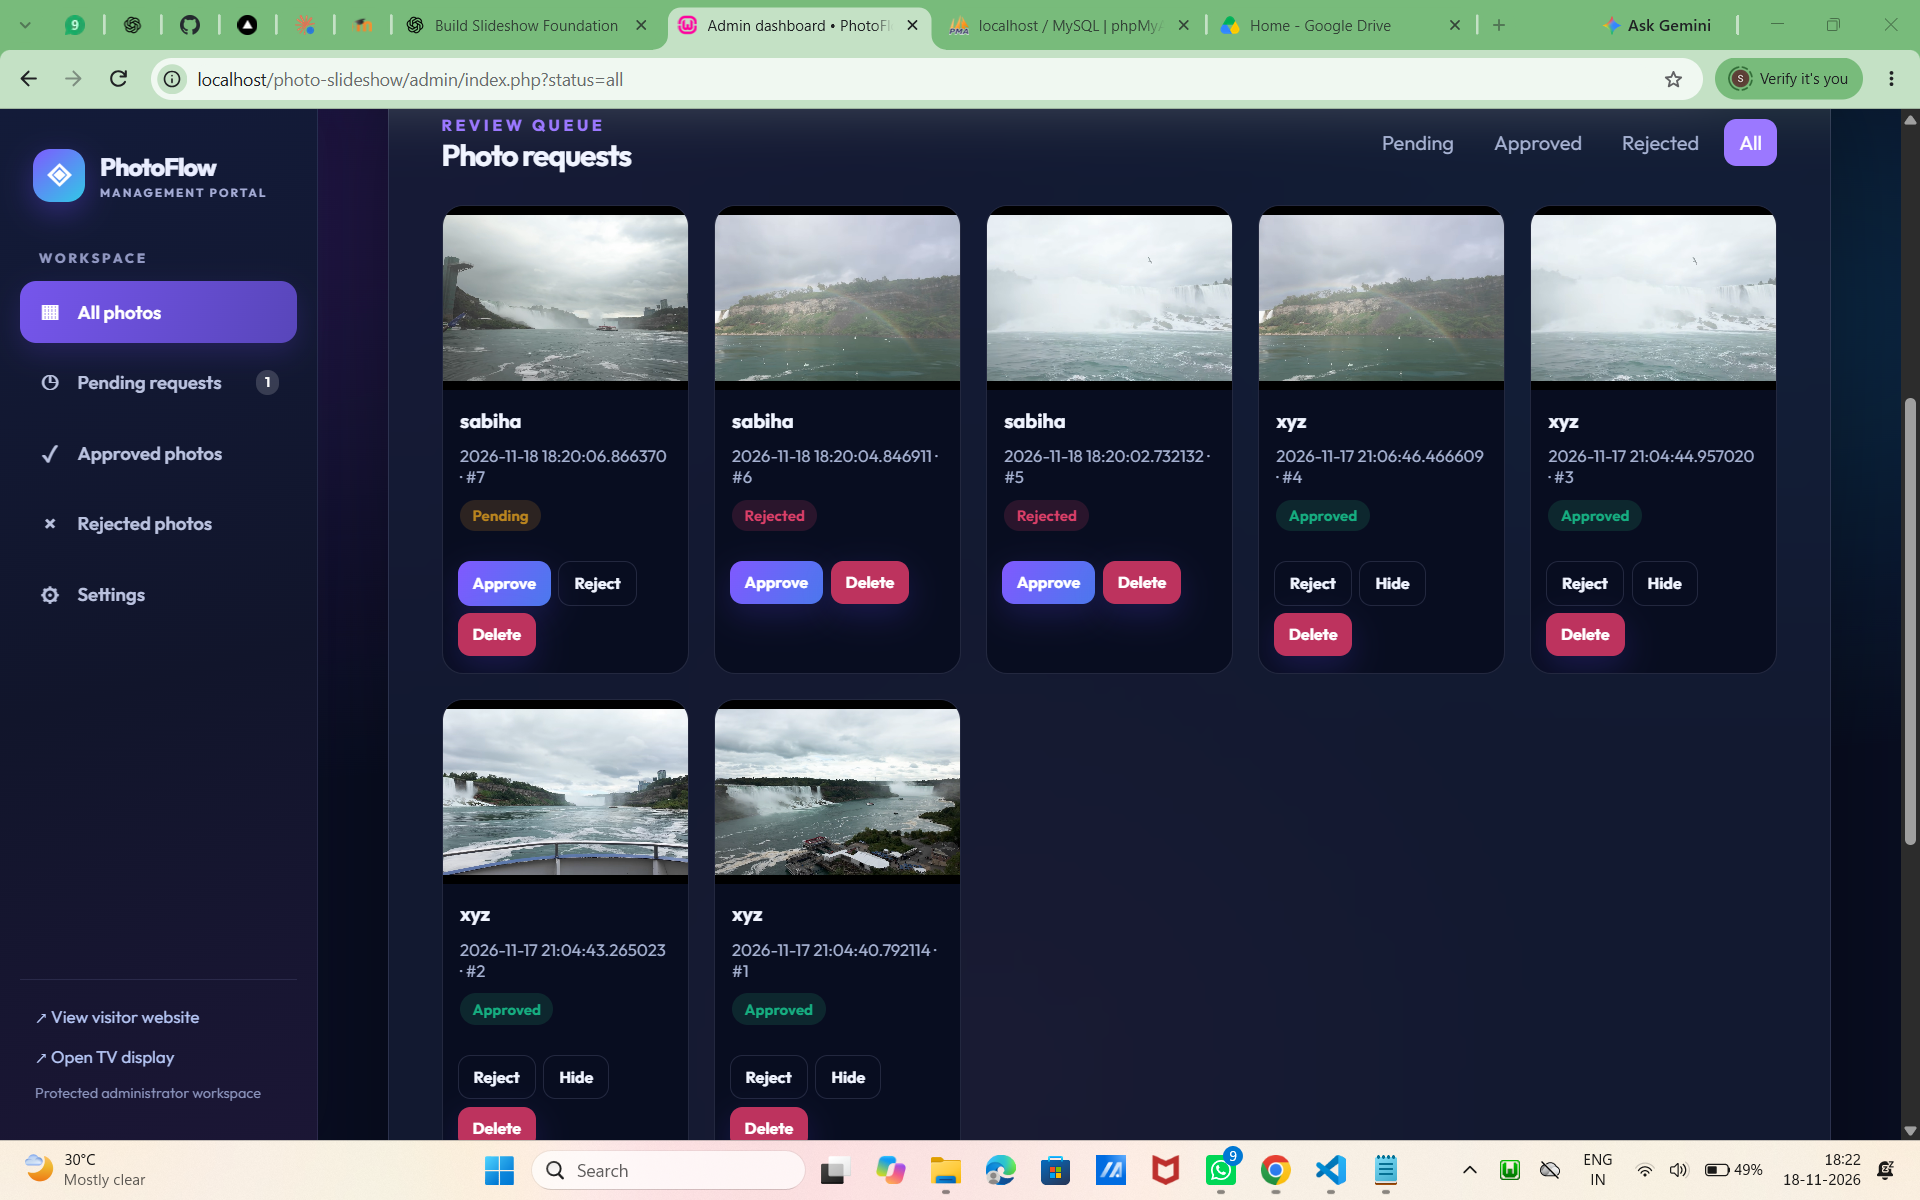 9
Build Slideshow Foundation
Admin dashboard • PhotoFl
localhost / MySQL | phpMyA
PMA
Home - Google Drive
Ask Gemini
localhost/photo-slideshow/admin/index.php?status=all
S
Verify it's you
PhotoFlow
MANAGEMENT PORTAL
WORKSPACE
All photos
Pending requests
1
Approved photos
Rejected photos
Settings
↗ View visitor website
↗ Open TV display
Protected administrator workspace
REVIEW QUEUE
Photo requests
Pending
Approved
Rejected
All
sabiha
2026-11-18 18:20:06.866370
· #7
Pending
Approve
Reject
Delete
sabiha
2026-11-18 18:20:04.846911 ·
#6
Rejected
Approve
Delete
sabiha
2026-11-18 18:20:02.732132 ·
#5
Rejected
Approve
Delete
xyz
2026-11-17 21:06:46.466609
· #4
Approved
Reject
Hide
Delete
xyz
2026-11-17 21:04:44.957020
· #3
Approved
Reject
Hide
Delete
xyz
2026-11-17 21:04:43.265023
· #2
Approved
Reject
Hide
Delete
xyz
2026-11-17 21:04:40.792114 ·
#1
Approved
Reject
Hide
Delete
30°C
Mostly clear
Search
9
ENG
IN
49%
18:22
18-11-2026